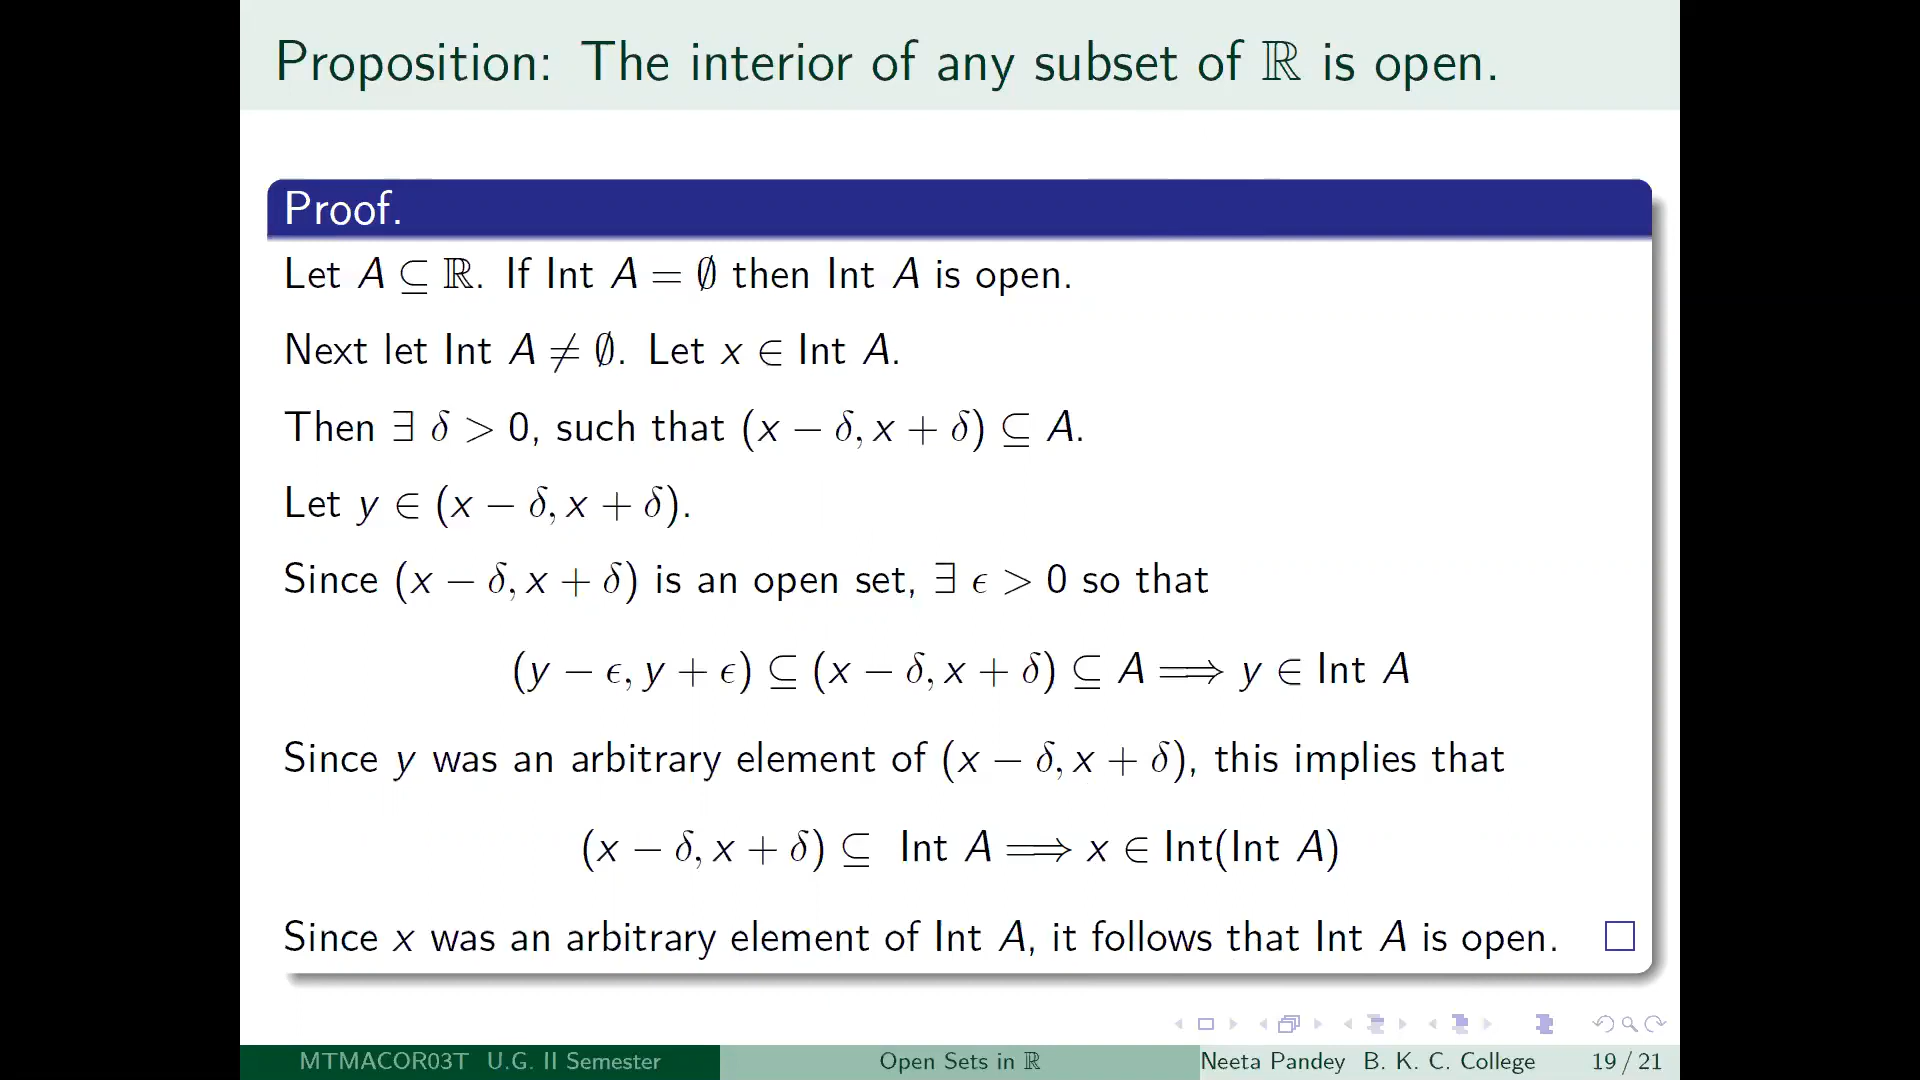 Proposition: The interior of any subset of ℝ is open.
Proof.
Let A ⊆ ℝ. If Int A = ∅ then Int A is open.
Next let Int A ≠ ∅. Let x ∈ Int A.
Then ∃ δ > 0, such that (x − δ, x + δ) ⊆ A.
Let y ∈ (x − δ, x + δ).
Since (x − δ, x + δ) is an open set, ∃ ϵ > 0 so that
(y − ϵ, y + ϵ) ⊆ (x − δ, x + δ) ⊆ A ⟹ y ∈ Int A
Since y was an arbitrary element of (x − δ, x + δ), this implies that
(x − δ, x + δ) ⊆ Int A ⟹ x ∈ Int(Int A)
Since x was an arbitrary element of Int A, it follows that Int A is open. □
MTMACOR03T U.G. II Semester Open Sets in ℝ Neeta Pandey B. K. C. College 19 / 21